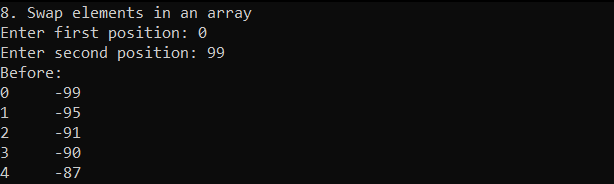 8. Swap elements in an array
Enter first position: 0
Enter second position: 99
Before:
0	-99
1	-95
2	-91
3	-90
4	-87